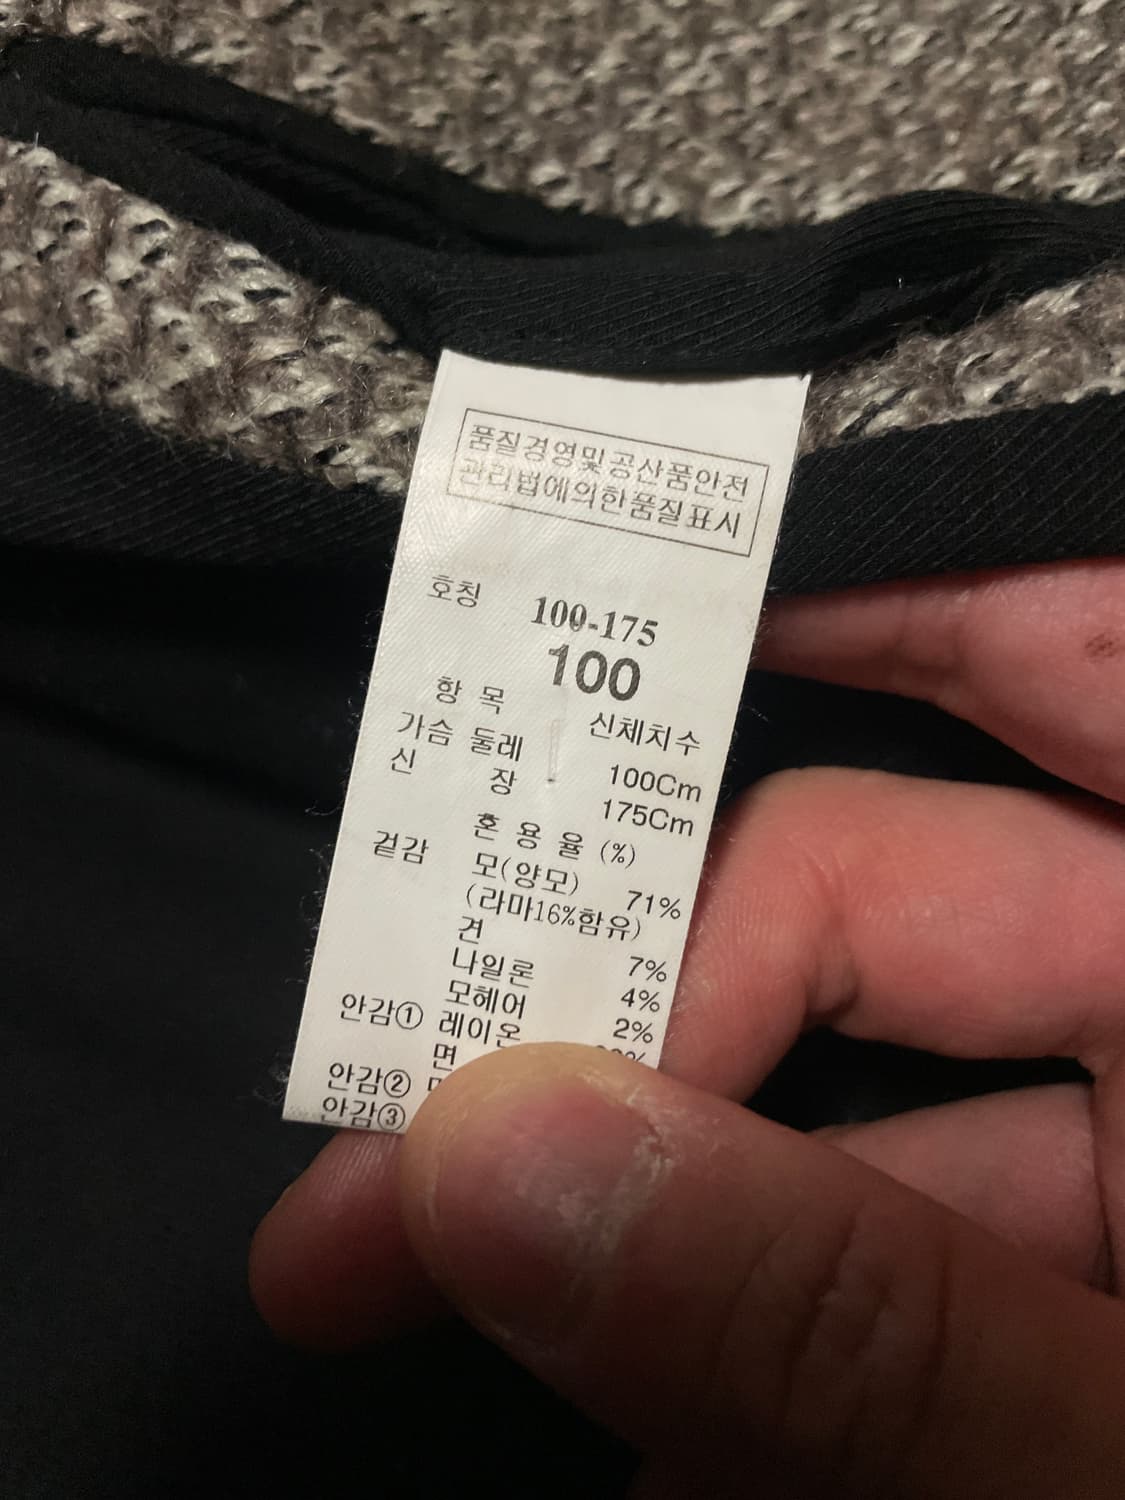 품질경영및공산품안전
관리법에의한품질표시
호칭 100-175
100
항 목 신체치수
가슴 둘레 100Cm
신 장 175Cm
혼 용 율 (%)
겉감 모(양모) 71%
(라마16%함유)
견 7%
나일론 4%
모헤어 2%
안감① 레이온
면
안감②
안감③